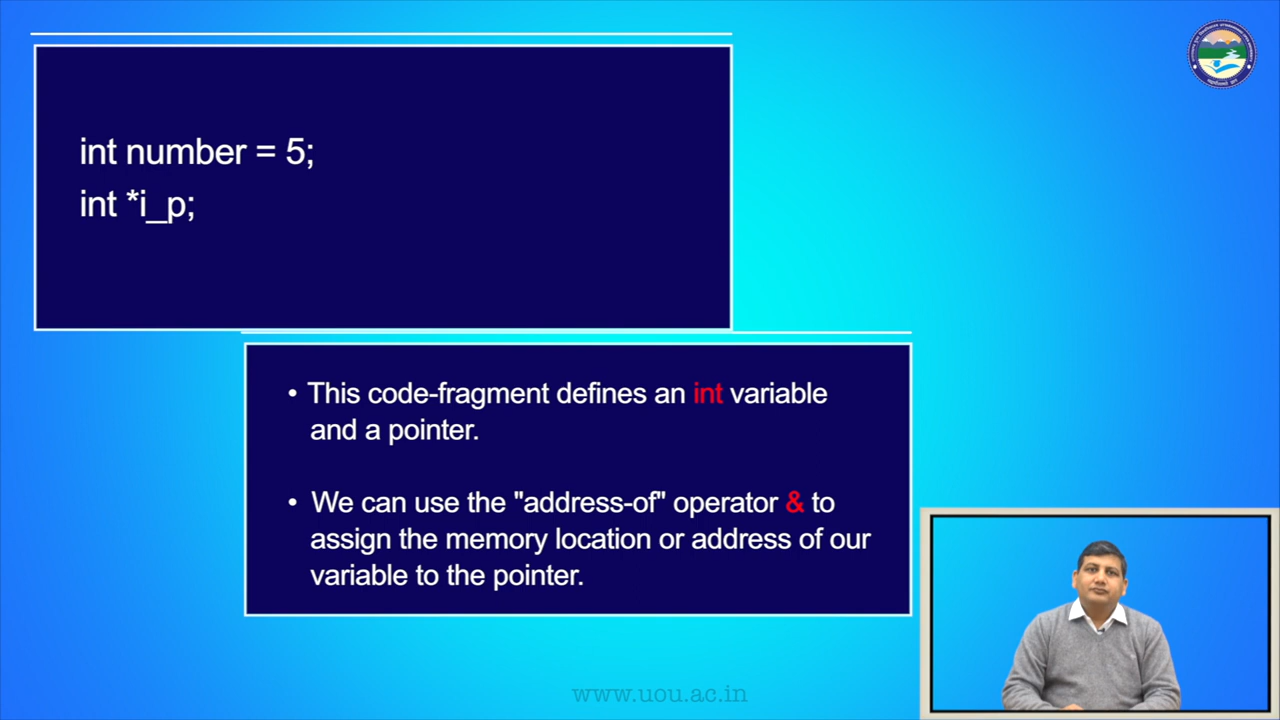 int number = 5;
int *i_p;
• This code-fragment defines an int variable
and a pointer.
• We can use the "address-of" operator & to
assign the memory location or address of our
variable to the pointer.
www.uou.ac.in